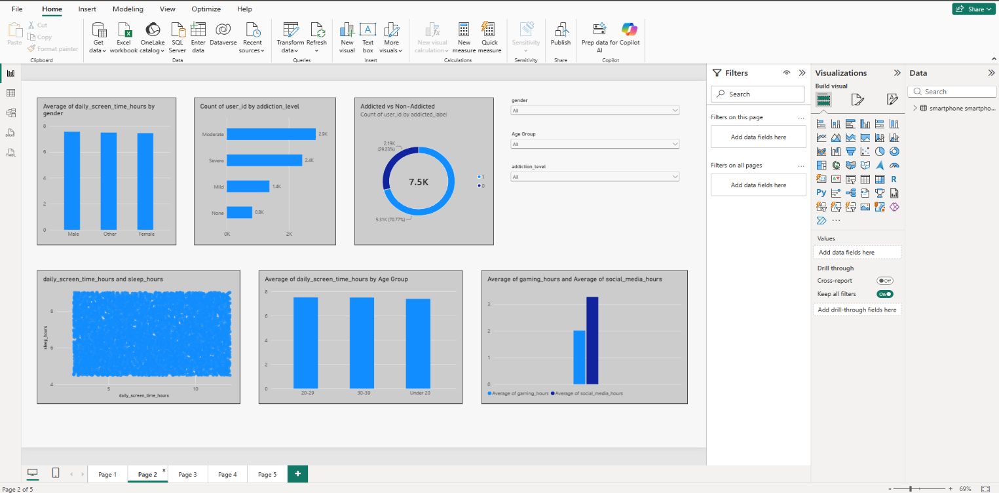 File Home Insert Modeling View Optimize Help
Share
Paste
Cut
Copy
Format painter
Clipboard
Get data
Excel workbook
OneLake catalog
SQL Server
Enter data
Dataverse
Recent sources
Data
Transform data
Refresh
Queries
New visual
Text box
More visuals
Insert
New visual calculation
New measure
Quick measure
Calculations
Sensitivity
Sensitivity
Publish
Share
Prep data for AI
Copilot
Copilot
Average of daily_screen_time_hours by
gender
8
6
4
2
0
Male Other Female
Count of user_id by addiction_level
Moderate 2.9K
Severe 2.4K
Mild 1.4K
None 0.8K
0K 2K
Addicted vs Non-Addicted
Count of user_id by addicted_label
2.19K
(29.23%)
7.5K
1
0
5.31K (70.77%)
gender
All
Age Group
All
addiction_level
All
daily_screen_time_hours and sleep_hours
sleep_hours
8
6
4
5 10
daily_screen_time_hours
Average of daily_screen_time_hours by Age Group
8
6
4
2
0
20-29 30-39 Under 20
Average of gaming_hours and Average of social_media_hours
3
2
1
0
Average of gaming_hours Average of social_media_hours
Filters
Search
Filters on this page ...
Add data fields here
Filters on all pages ...
Add data fields here
Visualizations
Build visual
123
R
Py
...
Values
Add data fields here
Drill through
Cross-report Off
Keep all filters On
Add drill-through fields here
Data
Search
smartphone smartpho...
DAX
TMDL
Page 1 Page 2 x Page 3 Page 4 Page 5 +
Page 2 of 5
- + 69%